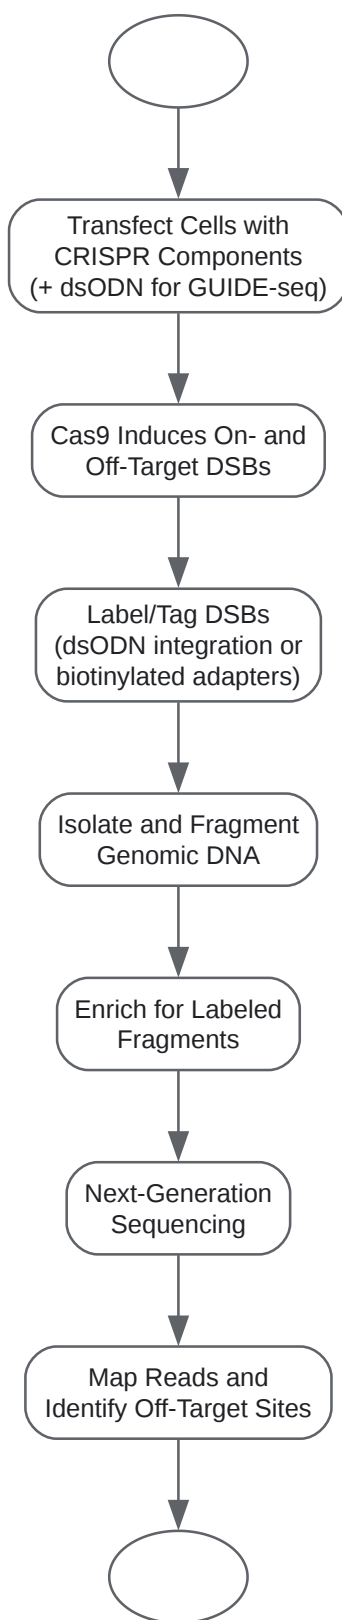 Transfect Cells with
CRISPR Components
(+ dsODN for GUIDE-seq)
Cas9 Induces On- and
Off-Target DSBs
Label/Tag DSBs
(dsODN integration or
biotinylated adapters)
Isolate and Fragment
Genomic DNA
Enrich for Labeled
Fragments
Next-Generation
Sequencing
Map Reads and
Identify Off-Target Sites